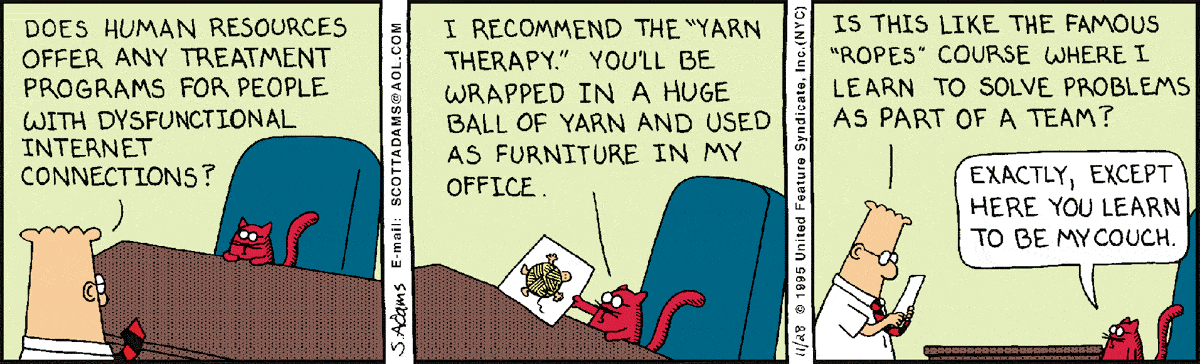 DOES HUMAN RESOURCES
OFFER ANY TREATMENT
PROGRAMS FOR PEOPLE
WITH DYSFUNCTIONAL
INTERNET
CONNECTIONS?
S.Adams E-mail: SCOTTADAMS@AOL.COM
I RECOMMEND THE "YARN
THERAPY." YOU'LL BE
WRAPPED IN A HUGE
BALL OF YARN AND USED
AS FURNITURE IN MY
OFFICE.
11/28 © 1995 United Feature Syndicate, Inc.(NYC)
IS THIS LIKE THE FAMOUS
"ROPES" COURSE WHERE I
LEARN TO SOLVE PROBLEMS
AS PART OF A TEAM?
EXACTLY, EXCEPT
HERE YOU LEARN
TO BE MY COUCH.